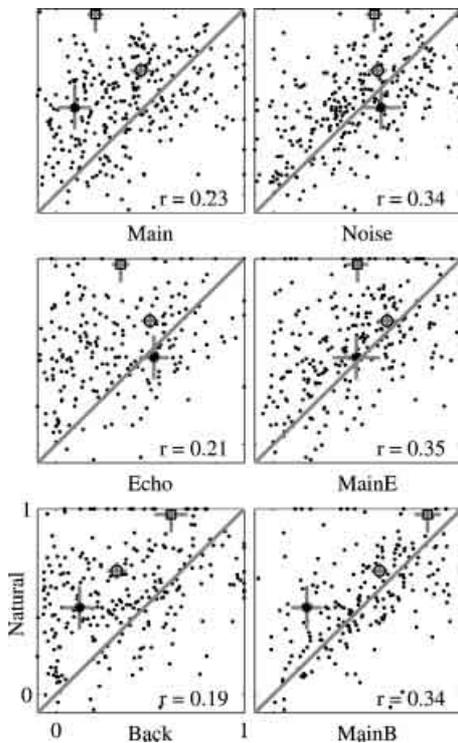 r = 0.23 r = 0.34
Main Noise
r = 0.21 r = 0.35
Echo MainE
1
Natural
r = 0.19 r = 0.34
0
0 Back 1 MainB